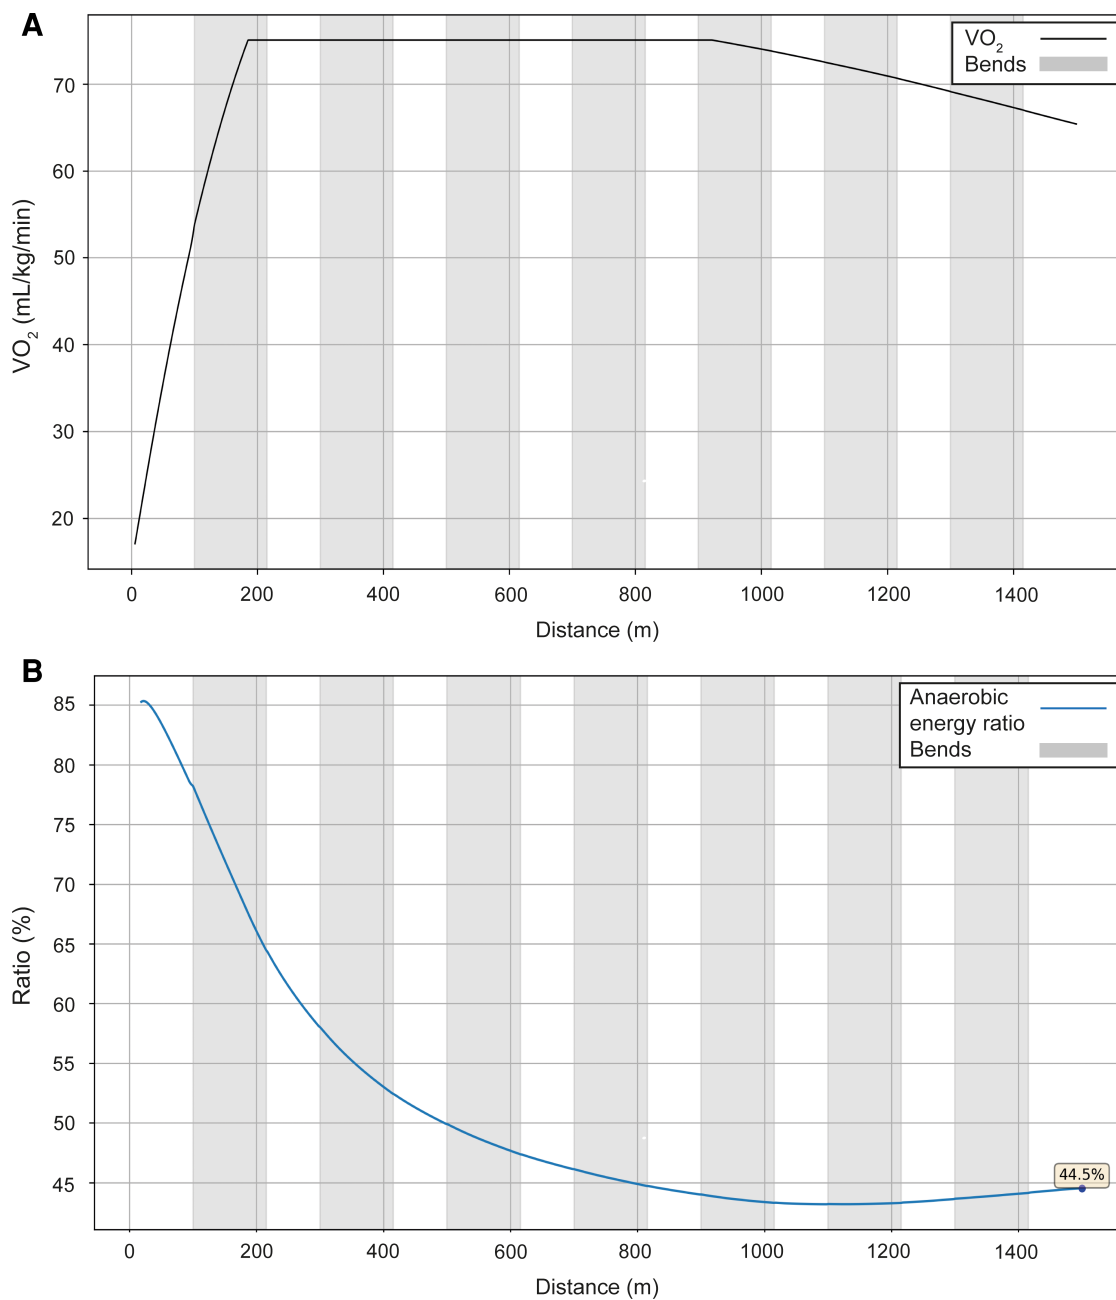 A
VO2
Bends
70
60
50
40
30
20
VO2 (mL/kg/min)
0 200 400 600 800 1000 1200 1400
Distance (m)
B
Anaerobic
energy ratio
Bends
85
80
75
70
65
60
55
50
45
Ratio (%)
44.5%
0 200 400 600 800 1000 1200 1400
Distance (m)